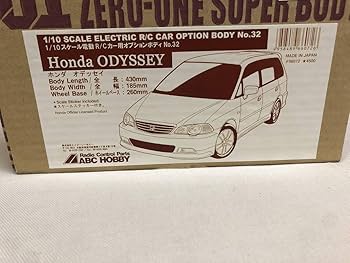 ZERO-ONE SUPER BOD
1/10 SCALE ELECTRIC R/C CAR OPTION BODY No.32
1/10スケール電動R/Cカー用オプションボディ No.32
Honda ODYSSEY
ホンダ オデッセイ
Body Length 全 長 : 430mm
Body Width 全 幅 : 185mm
Wheel Base ホイールベース : 260mm
• Scale Sticker included
★スケールステッカー付き
Honda Official Licensed Product
MADE IN JAPAN
Radio Control Parts
ABC HOBBY